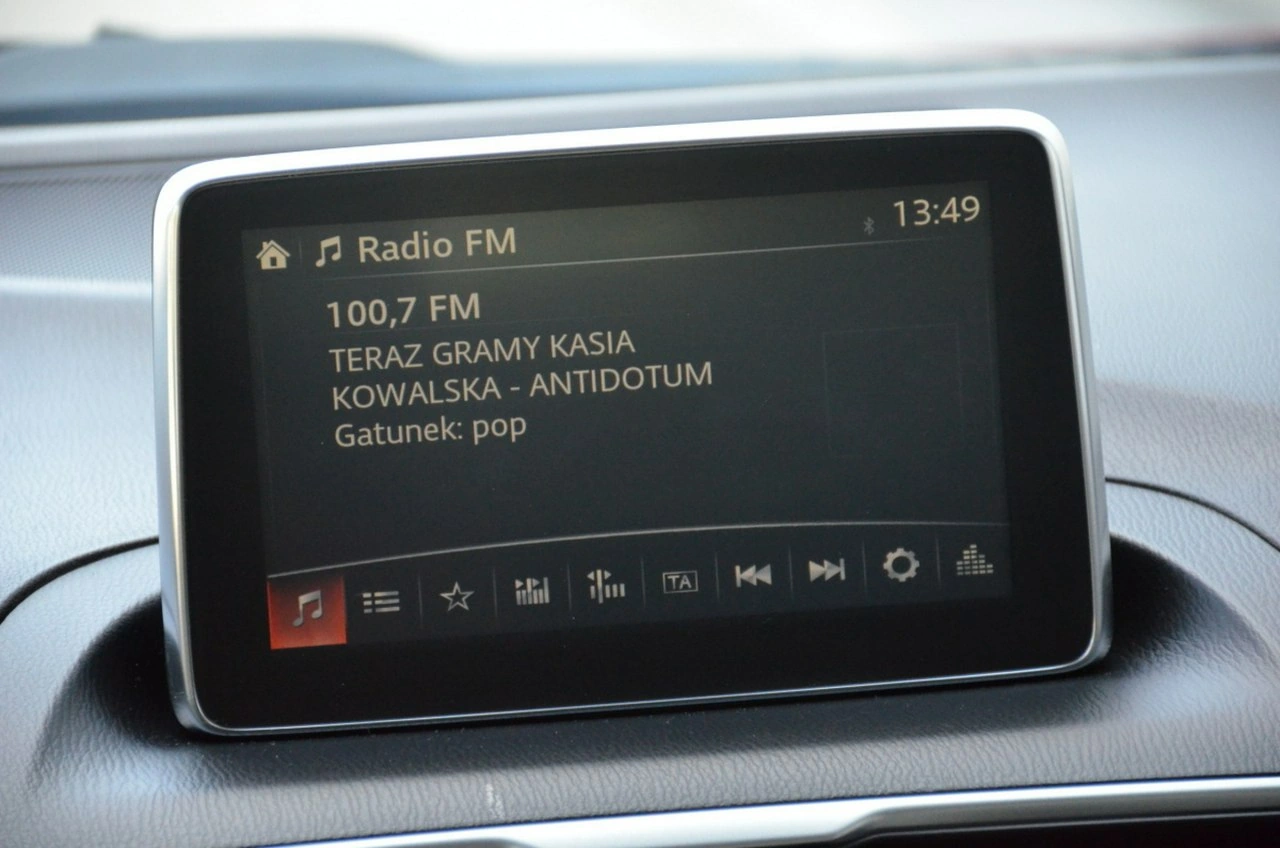 Radio FM
13:49
100,7 FM
TERAZ GRAMY KASIA
KOWALSKA - ANTIDOTUM
Gatunek: pop
TA